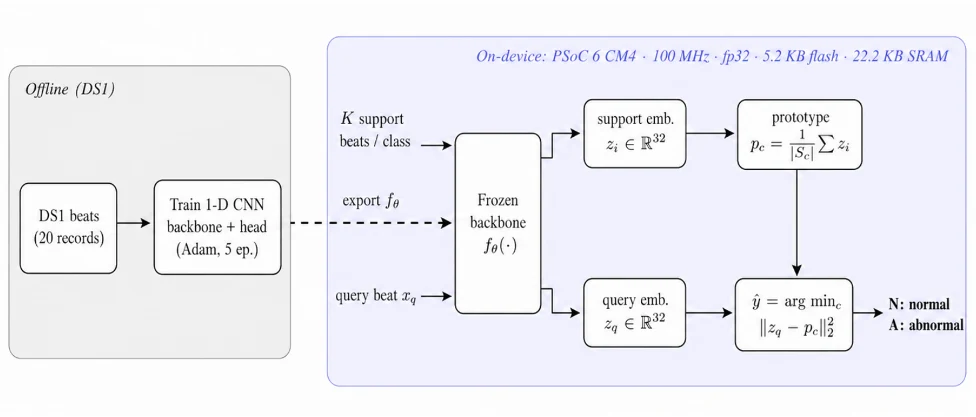 On-device: PSoC 6 CM4 · 100 MHz · fp32 · 5.2 KB flash · 22.2 KB SRAM
Offline (DS1)
DS1 beats
(20 records)
Train 1-D CNN
backbone + head
(Adam, 5 ep.)
K support
beats / class
export f_θ
query beat x_q
Frozen
backbone
f_θ(·)
support emb.
z_i ∈ ℝ^32
prototype
p_c = 1/|S_c| ∑ z_i
query emb.
z_q ∈ ℝ^32
ŷ = arg min_c
‖z_q − p_c‖_2^2
N: normal
A: abnormal